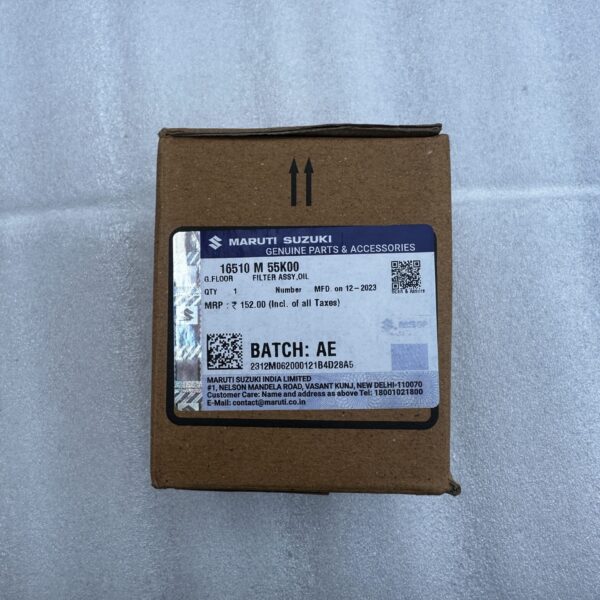 MARUTI SUZUKI
GENUINE PARTS & ACCESSORIES
16510 M 55K00
G.FLOOR FILTER ASSY,OIL
QTY 1 Number MFD. on 12-2023
Scan & Assure
MRP : ₹ 152.00 (Incl. of all Taxes)
BATCH: AE
2312M062000121B4D28A5
MARUTI SUZUKI INDIA LIMITED
#1, NELSON MANDELA ROAD, VASANT KUNJ, NEW DELHI-110070
Customer Care: Name and address as above Tel: 18001021800
E-Mail: contact@maruti.co.in